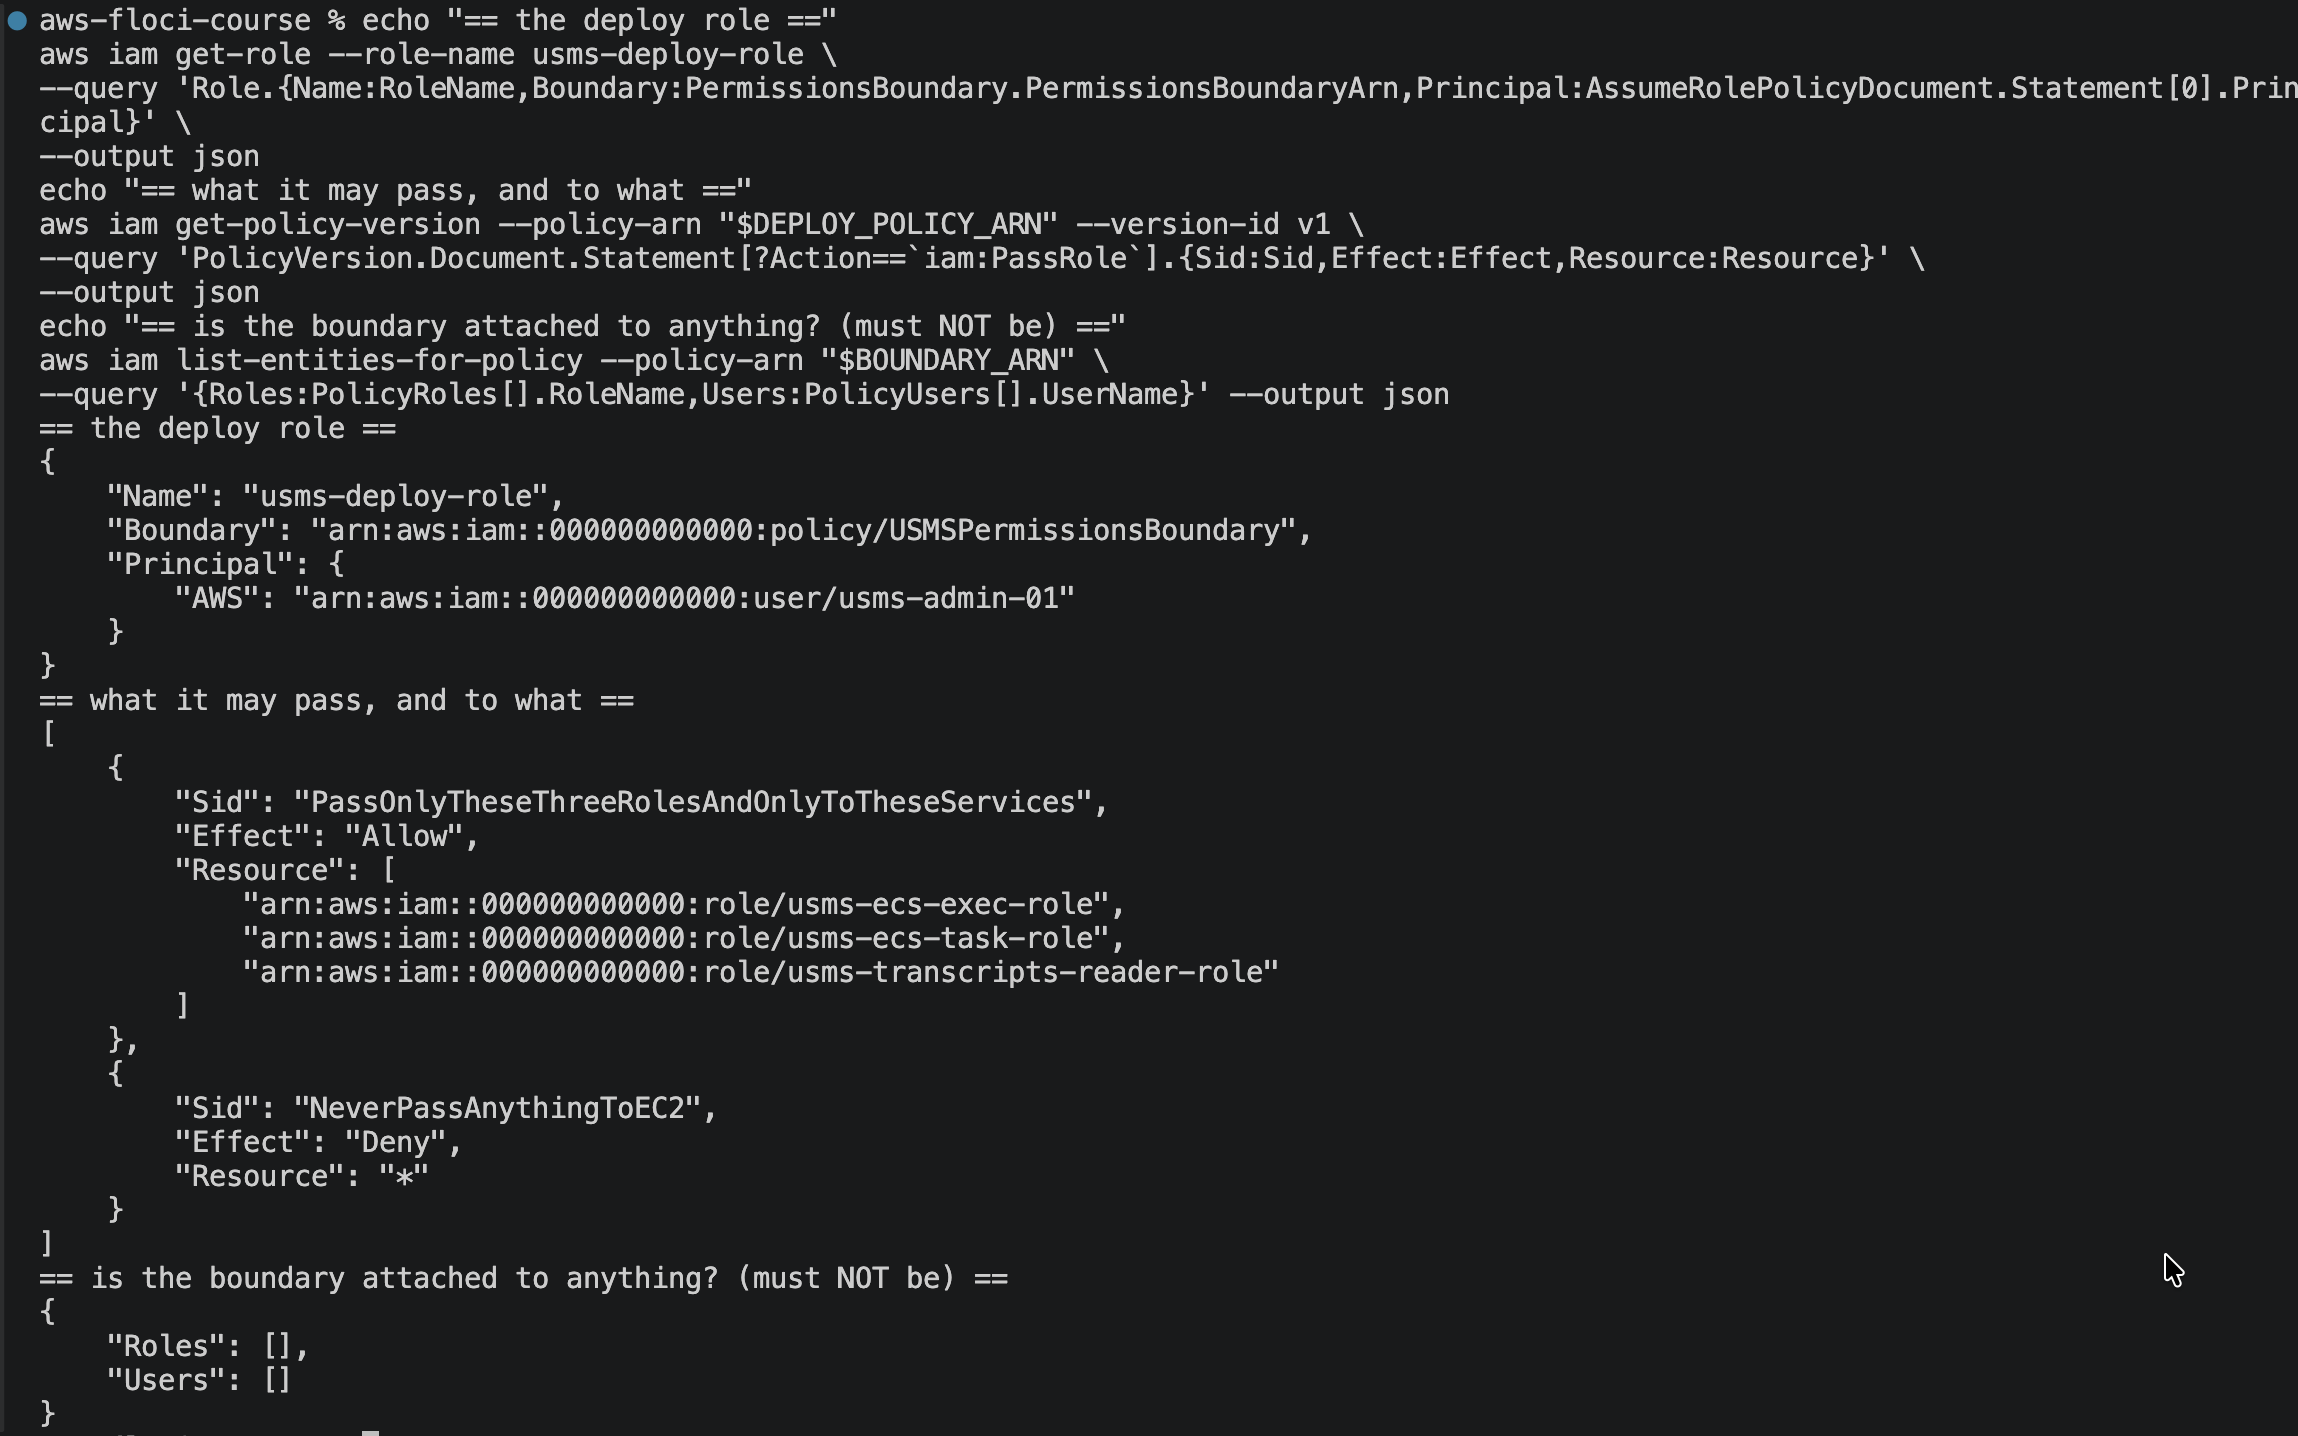 aws-floci-course % echo "== the deploy role =="
aws iam get-role --role-name usms-deploy-role \
--query 'Role.{Name:RoleName,Boundary:PermissionsBoundary.PermissionsBoundaryArn,Principal:AssumeRolePolicyDocument.Statement[0].Prin
cipal}' \
--output json
echo "== what it may pass, and to what =="
aws iam get-policy-version --policy-arn "$DEPLOY_POLICY_ARN" --version-id v1 \
--query 'PolicyVersion.Document.Statement[?Action==`iam:PassRole`].{Sid:Sid,Effect:Effect,Resource:Resource}' \
--output json
echo "== is the boundary attached to anything? (must NOT be) =="
aws iam list-entities-for-policy --policy-arn "$BOUNDARY_ARN" \
--query '{Roles:PolicyRoles[].RoleName,Users:PolicyUsers[].UserName}' --output json
== the deploy role ==
{
    "Name": "usms-deploy-role",
    "Boundary": "arn:aws:iam::000000000000:policy/USMSPermissionsBoundary",
    "Principal": {
        "AWS": "arn:aws:iam::000000000000:user/usms-admin-01"
    }
}
== what it may pass, and to what ==
[
    {
        "Sid": "PassOnlyTheseThreeRolesAndOnlyToTheseServices",
        "Effect": "Allow",
        "Resource": [
            "arn:aws:iam::000000000000:role/usms-ecs-exec-role",
            "arn:aws:iam::000000000000:role/usms-ecs-task-role",
            "arn:aws:iam::000000000000:role/usms-transcripts-reader-role"
        ]
    },
    {
        "Sid": "NeverPassAnythingToEC2",
        "Effect": "Deny",
        "Resource": "*"
    }
]
== is the boundary attached to anything? (must NOT be) ==
{
    "Roles": [],
    "Users": []
}